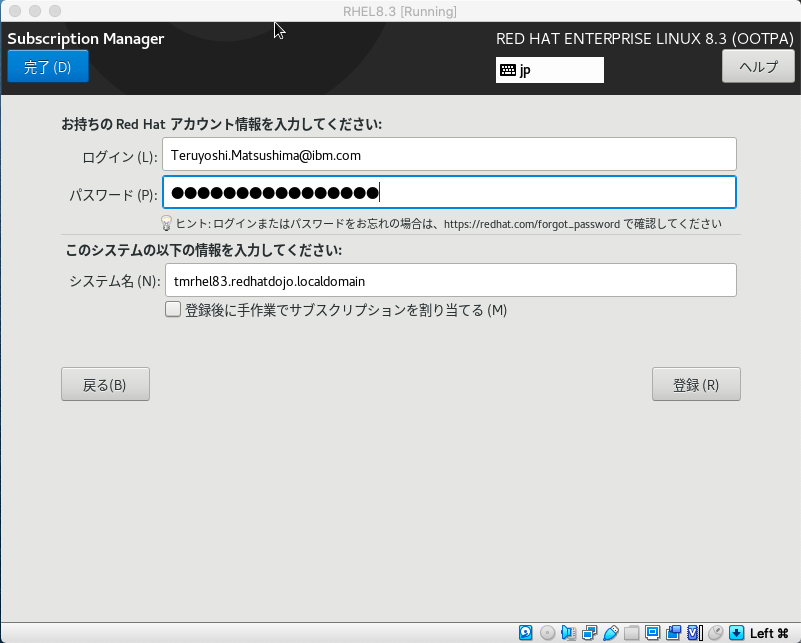 RHEL8.3 [Running]
Subscription Manager
RED HAT ENTERPRISE LINUX 8.3 (OOTPA)
完了 (D)
jp
ヘルプ
お持ちの Red Hat アカウント情報を入力してください:
ログイン (L):
Teruyoshi.Matsushima@ibm.com
パスワード (P):
●●●●●●●●●●●●●●●●
ヒント: ログインまたはパスワードをお忘れの場合は、https://redhat.com/forgot_password で確認してください
このシステムの以下の情報を入力してください:
システム名 (N):
tmrhel83.redhatdojo.localdomain
登録後に手作業でサブスクリプションを割り当てる (M)
戻る(B)
登録 (R)
Left ⌘